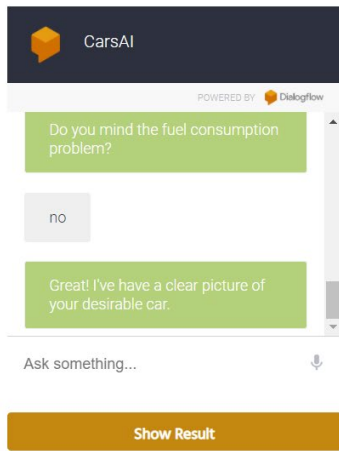 CarsAI
POWERED BY Dialogflow
Do you mind the fuel consumption
problem?
no
Great! I've have a clear picture of
your desirable car.
Ask something...
Show Result